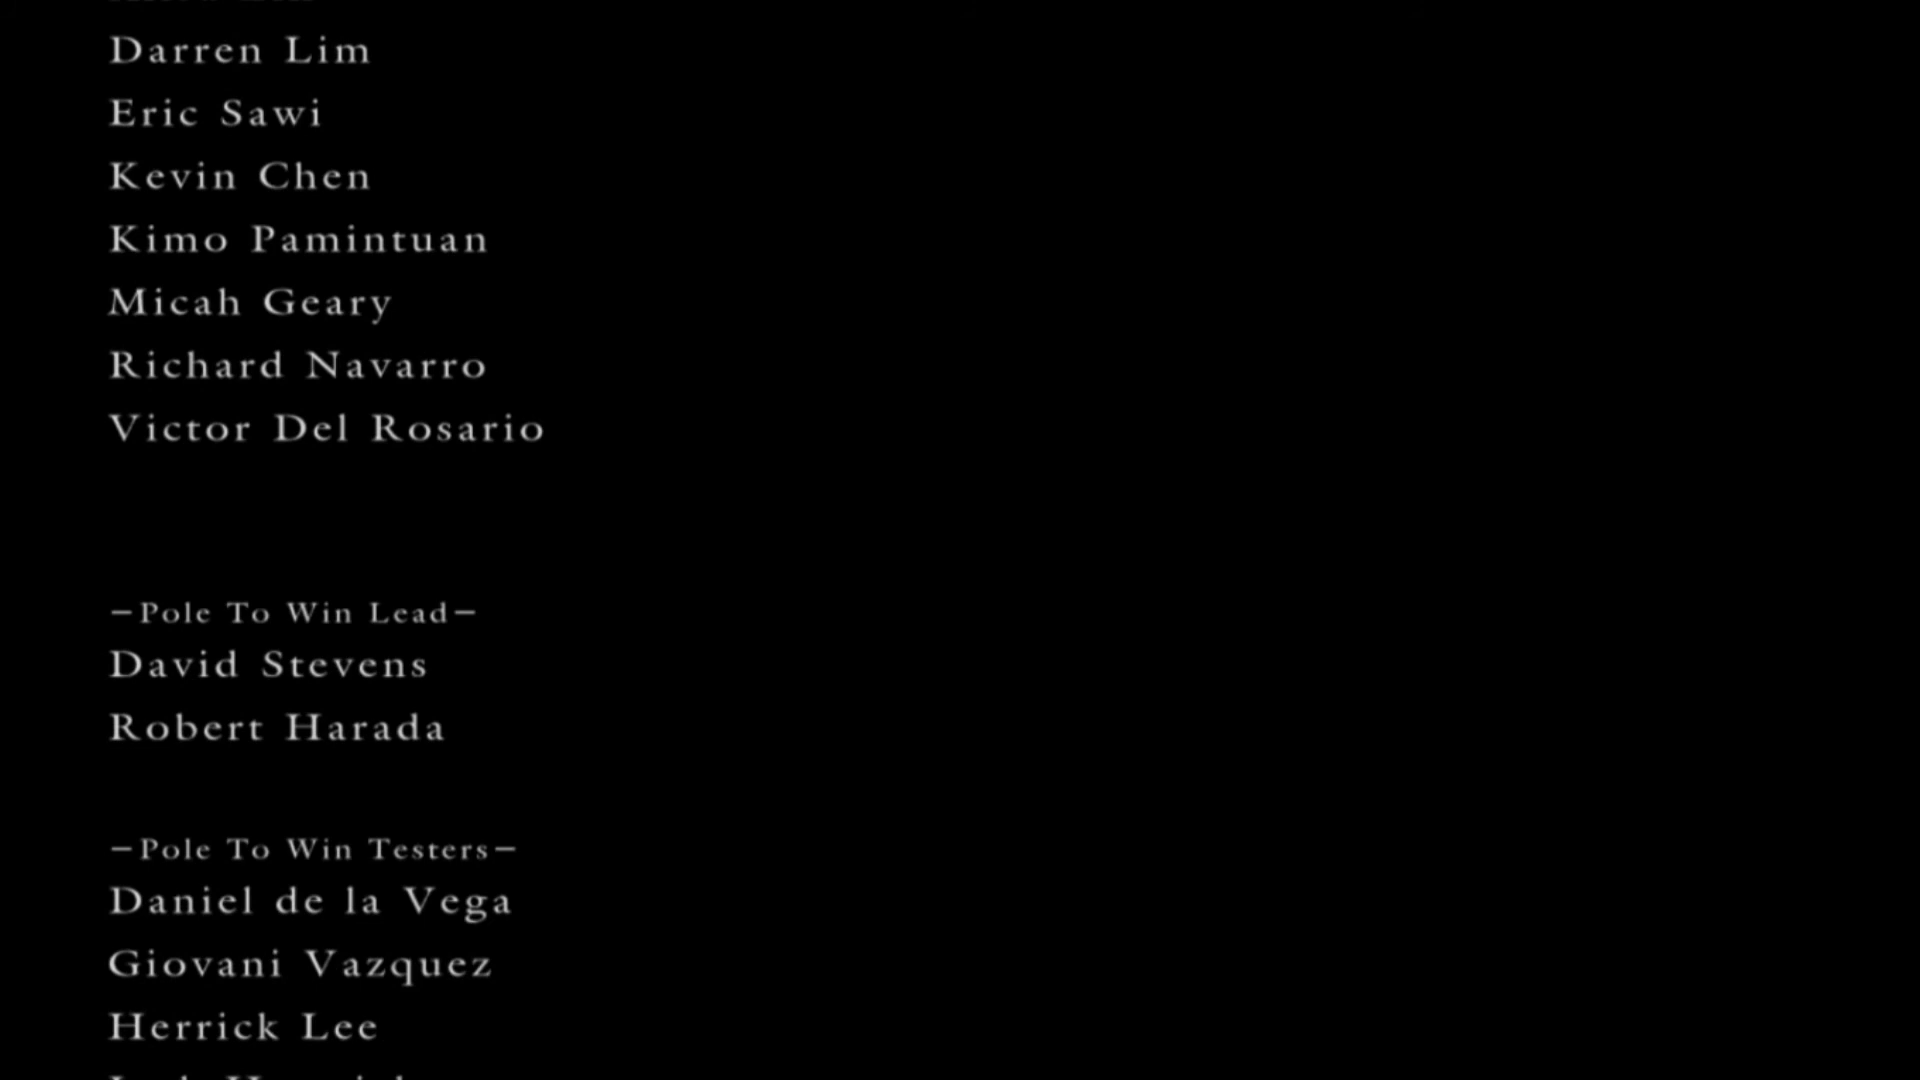 Darren Lim
Eric Sawi
Kevin Chen
Kimo Pamintuan
Micah Geary
Richard Navarro
Victor Del Rosario
—Pole To Win Lead—
David Stevens
Robert Harada
—Pole To Win Testers—
Daniel de la Vega
Giovani Vazquez
Herrick Lee